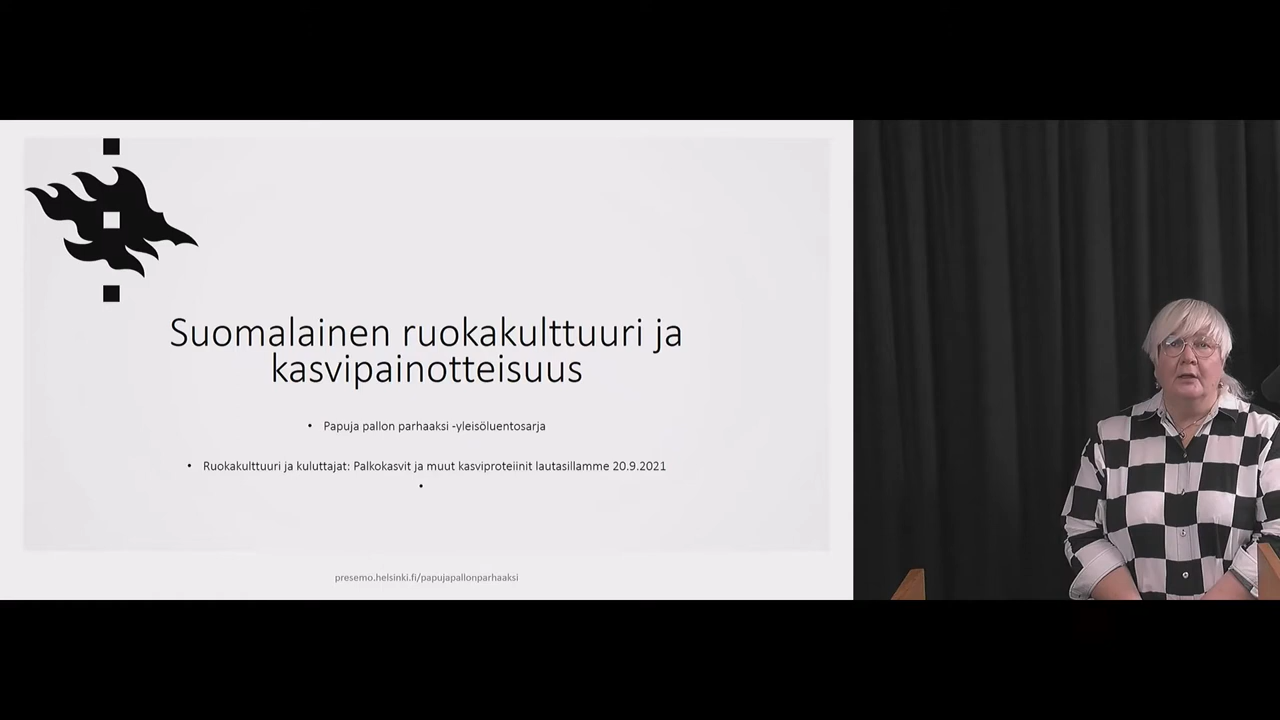 Suomalainen ruokakulttuuri ja
kasvipainotteisuus
• Papuja pallon parhaaksi -yleisöluentosarja
• Ruokakulttuuri ja kuluttajat: Palkokasvit ja muut kasviproteiinit lautasillamme 20.9.2021
•
presemo.helsinki.fi/papujapallonparhaaksi